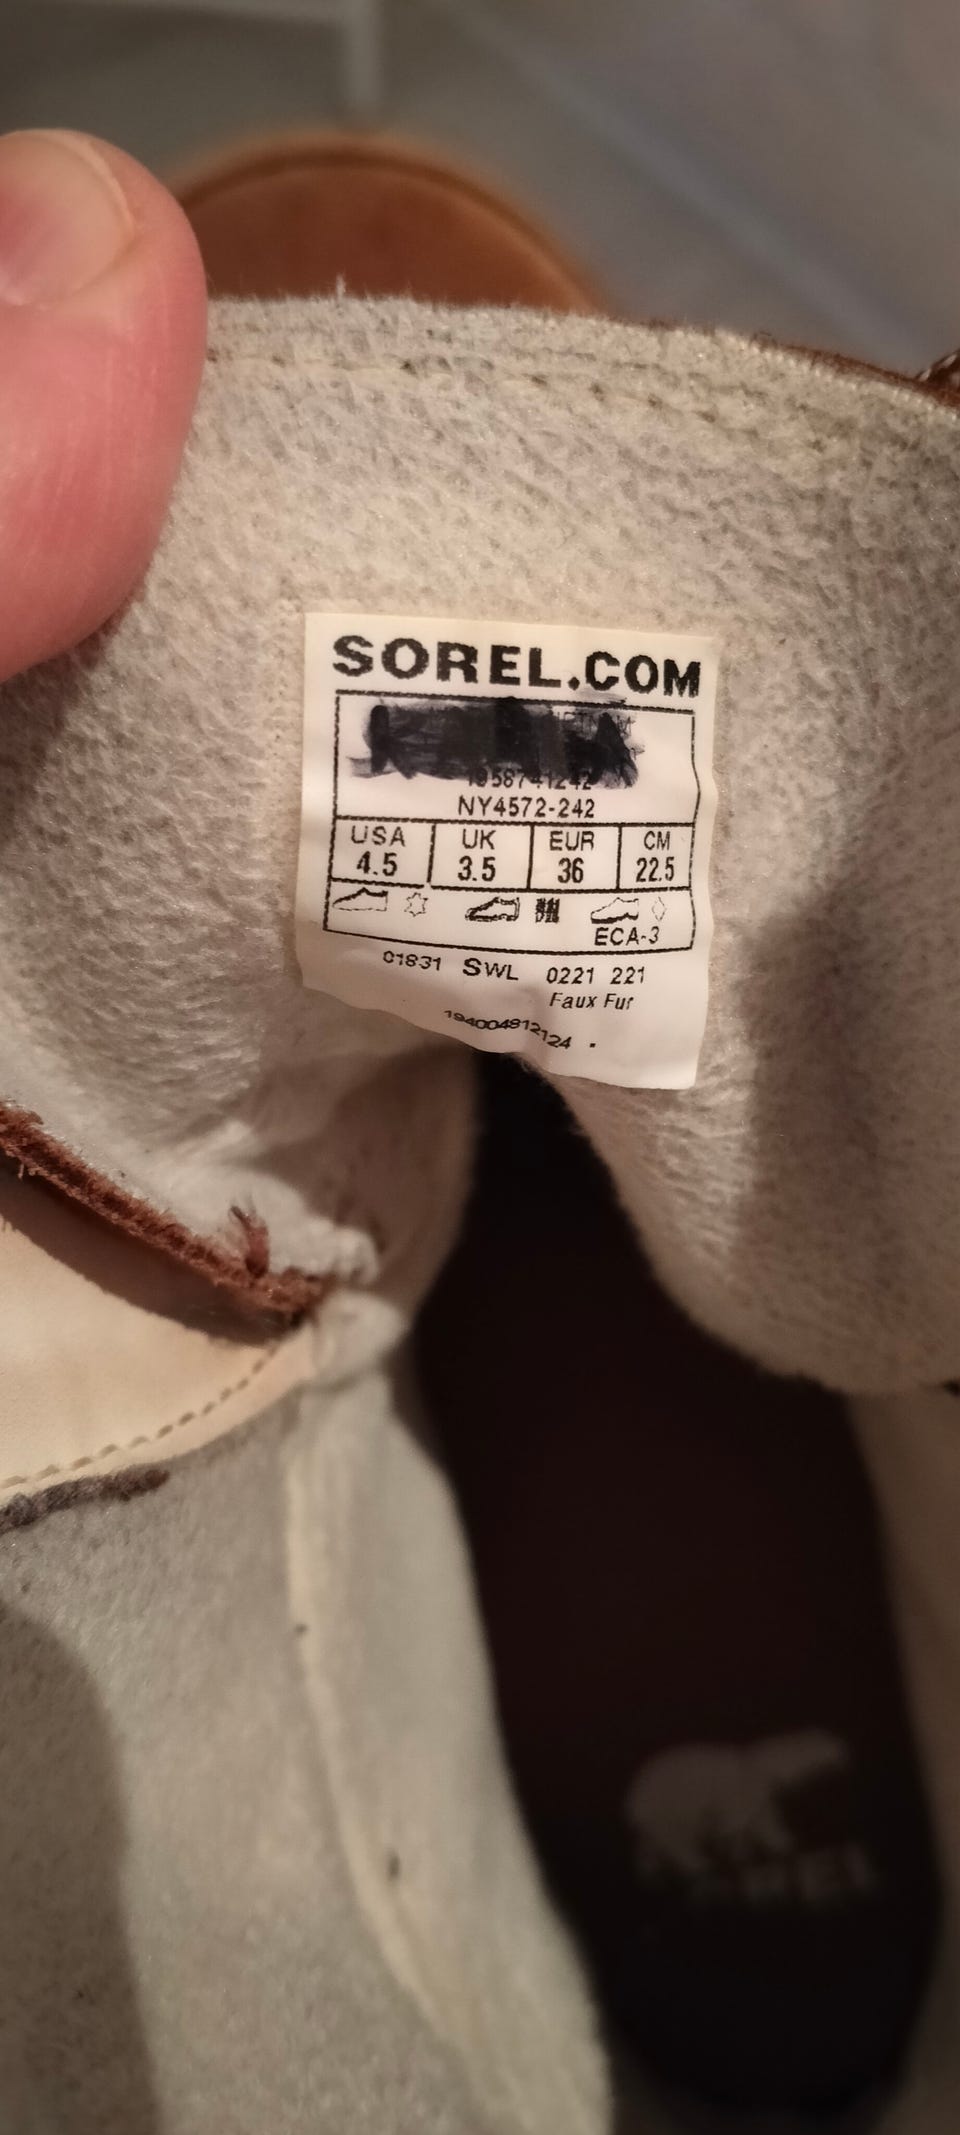 SOREL.COM
1958741242
NY4572-242
USA UK EUR CM
4.5 3.5 36 22.5
ECA-3
01831 SWL 0221 221
Faux Fur
194004812124